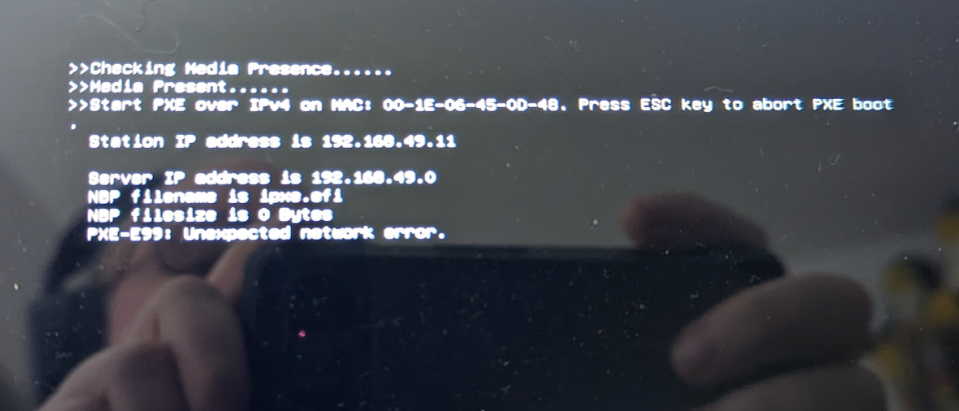 >>Checking Media Presence......
>>Media Present......
>>Start PXE over IPv4 on MAC: 00-1E-06-45-0D-48. Press ESC key to abort PXE boot
.
Station IP address is 192.168.49.11
Server IP address is 192.168.49.0
NBP filename is ipxe.efi
NBP filesize is 0 Bytes
PXE-E99: Unexpected network error.